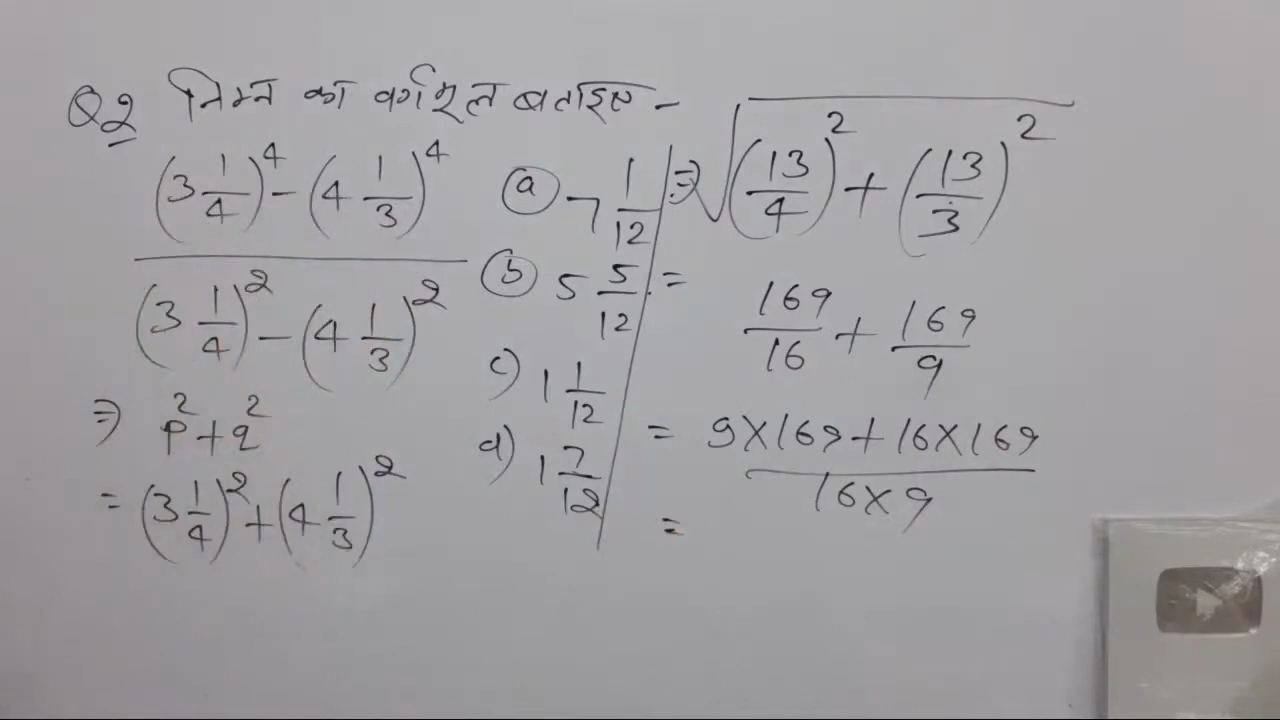 Q2 निम्न का वर्गमूल बताइए -
(3 1/4)^4 - (4 1/3)^4
(3 1/4)^2 - (4 1/3)^2
⇒ p^2 + q^2
= (3 1/4)^2 + (4 1/3)^2
(a) 7 1/12
(b) 5 5/12
c) 1 1/12
d) 1 7/12
⇒ √((13/4)^2 + (13/3)^2)
= 169/16 + 169/9
= 9×169 + 16×169
16×9
=